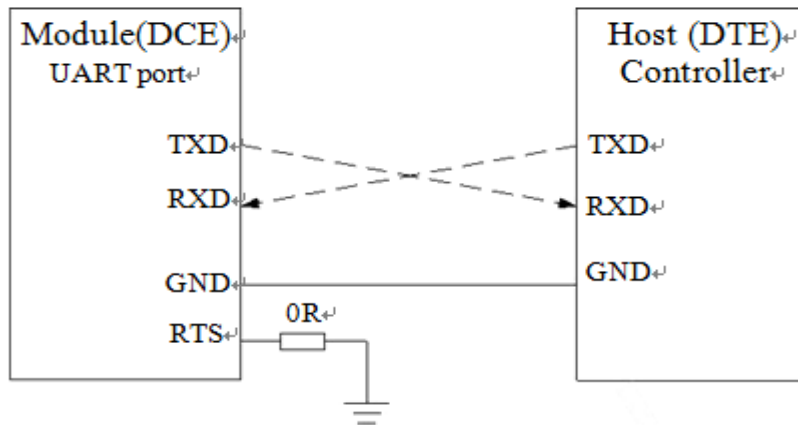 Module(DCE)↵
UART port↵
TXD↵
RXD↵
GND↵
RTS↵
0R↵
Host (DTE)↵
Controller↵
TXD↵
RXD↵
GND↵